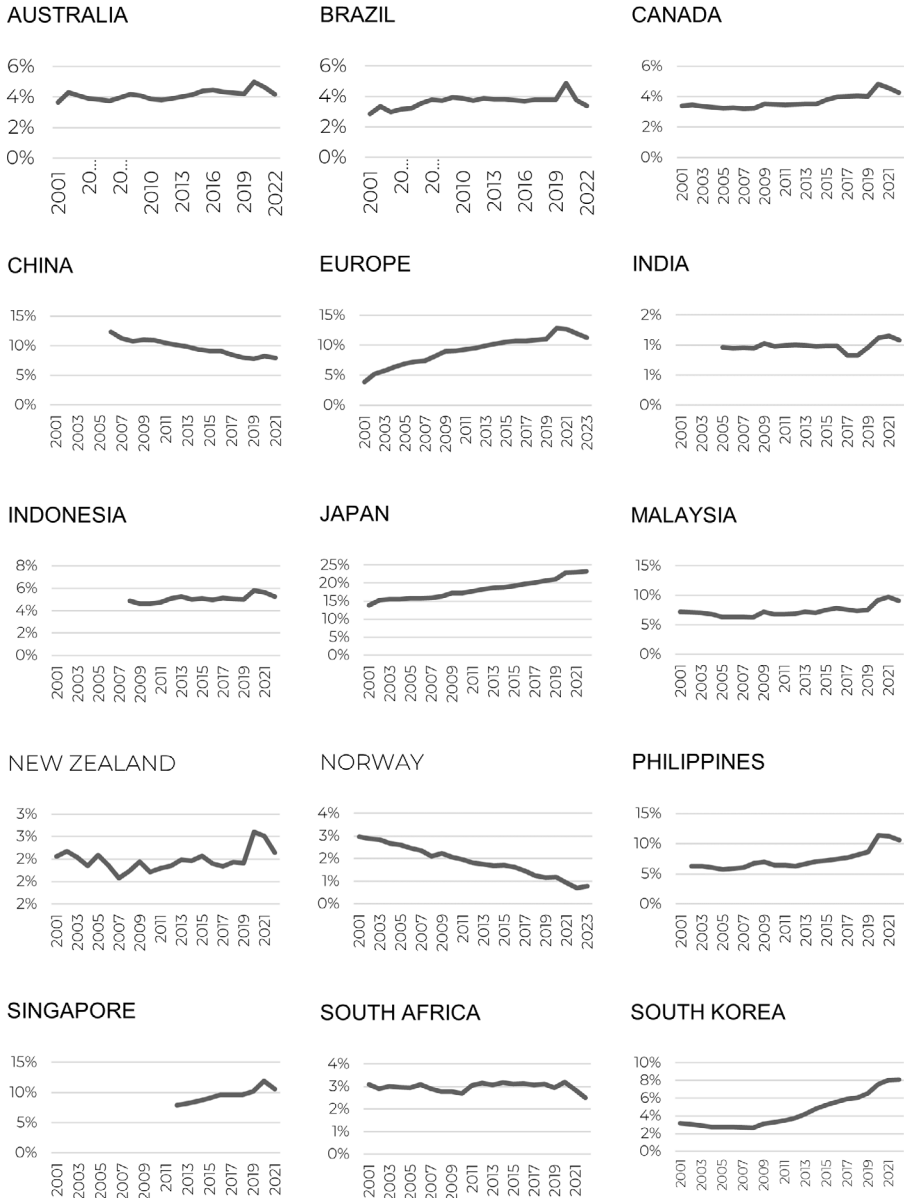 AUSTRALIA
6%
4%
2%
0%
2001 20... 20... 2010 2013 2016 2019 2022
BRAZIL
6%
4%
2%
0%
2001 20... 20... 2010 2013 2016 2019 2022
CANADA
6%
4%
2%
0%
2001 2003 2005 2007 2009 2011 2013 2015 2017 2019 2021
CHINA
15%
10%
5%
0%
2001 2003 2005 2007 2009 2011 2013 2015 2017 2019 2021
EUROPE
15%
10%
5%
0%
2001 2003 2005 2007 2009 2011 2013 2015 2017 2019 2021 2023
INDIA
2%
1%
1%
0%
2001 2003 2005 2007 2009 2011 2013 2015 2017 2019 2021
INDONESIA
8%
6%
4%
2%
0%
2001 2003 2005 2007 2009 2011 2013 2015 2017 2019 2021
JAPAN
25%
20%
15%
10%
5%
0%
2001 2003 2005 2007 2009 2011 2013 2015 2017 2019 2021
MALAYSIA
15%
10%
5%
0%
2001 2003 2005 2007 2009 2011 2013 2015 2017 2019 2021
NEW ZEALAND
3%
3%
2%
2%
2%
2001 2003 2005 2007 2009 2011 2013 2015 2017 2019 2021
NORWAY
4%
3%
2%
1%
0%
2001 2003 2005 2007 2009 2011 2013 2015 2017 2019 2021 2023
PHILIPPINES
15%
10%
5%
0%
2001 2003 2005 2007 2009 2011 2013 2015 2017 2019 2021
SINGAPORE
15%
10%
5%
0%
2001 2003 2005 2007 2009 2011 2013 2015 2017 2019 2021
SOUTH AFRICA
4%
3%
2%
1%
0%
2001 2003 2005 2007 2009 2011 2013 2015 2017 2019 2021
SOUTH KOREA
10%
8%
6%
4%
2%
0%
2001 2003 2005 2007 2009 2011 2013 2015 2017 2019 2021